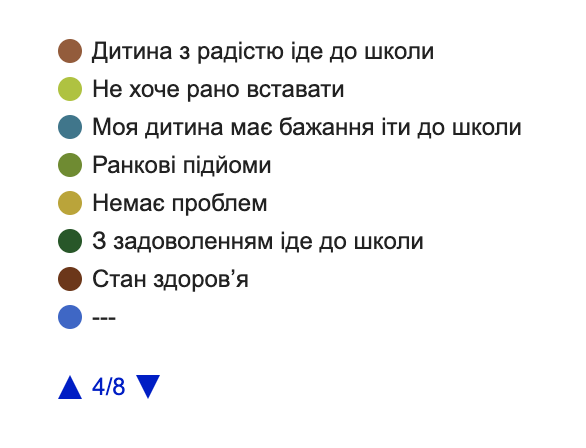 Дитина з радістю іде до школи
Не хоче рано вставати
Моя дитина має бажання іти до школи
Ранкові підйоми
Немає проблем
З задоволенням іде до школи
Стан здоров’я
---
4/8